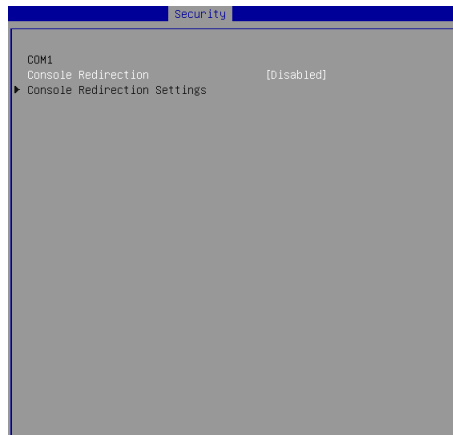 Security
COM1
Console Redirection [Disabled]
Console Redirection Settings